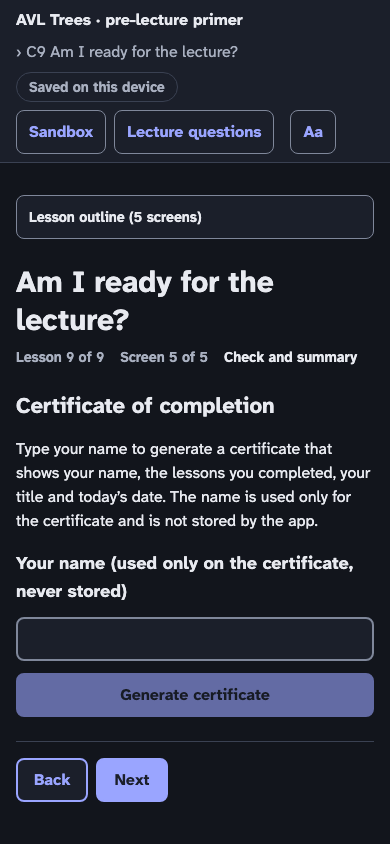 AVL Trees · pre-lecture primer
› C9 Am I ready for the lecture?
Saved on this device
Sandbox
Lecture questions
Aa
Lesson outline (5 screens)
Am I ready for the
lecture?
Lesson 9 of 9 Screen 5 of 5 Check and summary
Certificate of completion
Type your name to generate a certificate that
shows your name, the lessons you completed, your
title and today’s date. The name is used only for
the certificate and is not stored by the app.
Your name (used only on the certificate,
never stored)
Generate certificate
Back
Next